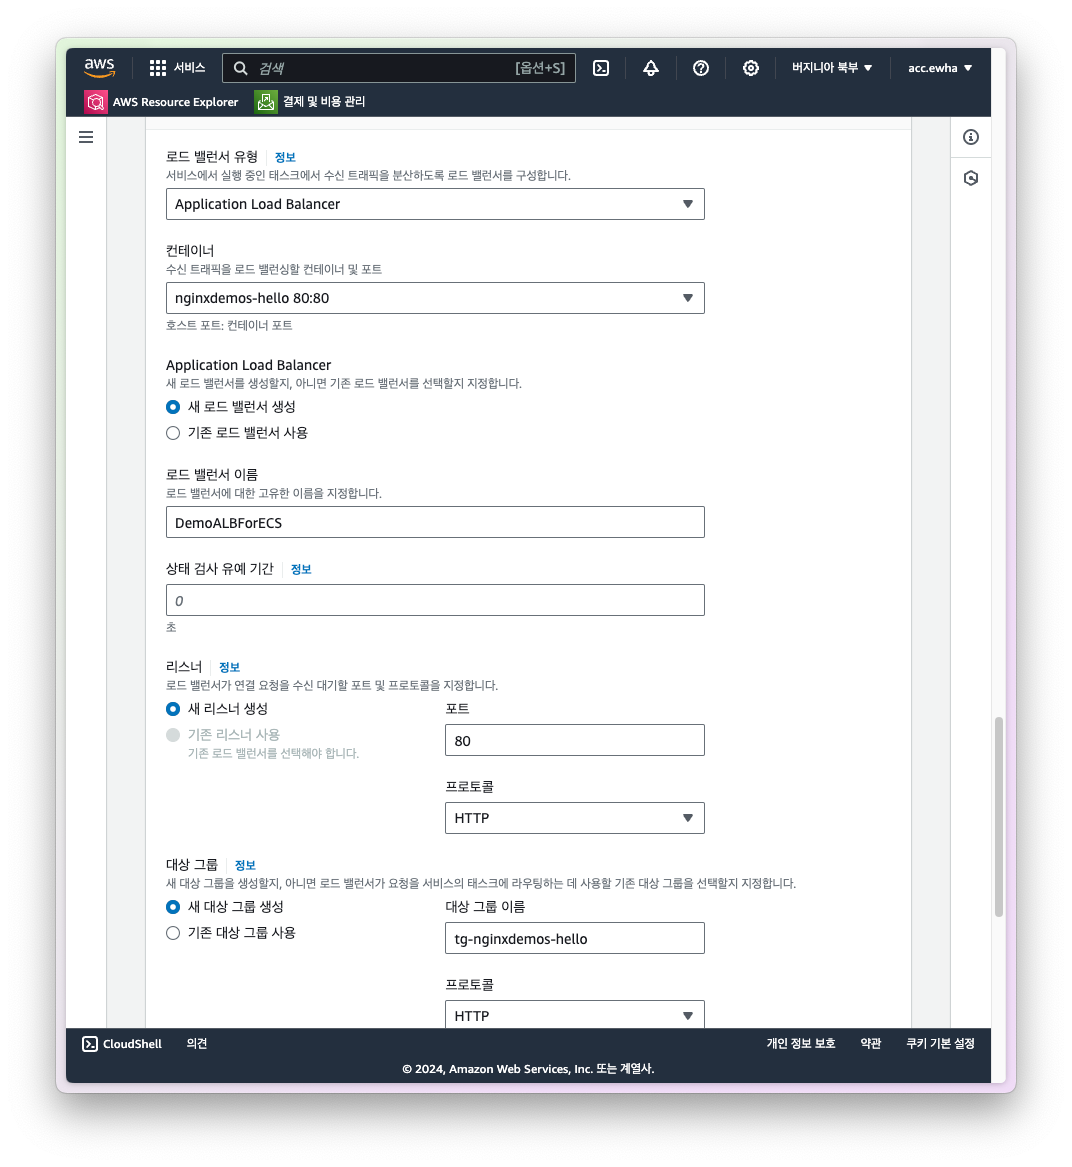 aws
서비스
검색
[옵션+S]
버지니아 북부
acc.ewha
AWS Resource Explorer
결제 및 비용 관리
로드 밸런서 유형
정보
서비스에서 실행 중인 태스크에서 수신 트래픽을 분산하도록 로드 밸런서를 구성합니다.
Application Load Balancer
컨테이너
수신 트래픽을 로드 밸런싱할 컨테이너 및 포트
nginxdemos-hello 80:80
호스트 포트: 컨테이너 포트
Application Load Balancer
새 로드 밸런서를 생성할지, 아니면 기존 로드 밸런서를 선택할지 지정합니다.
새 로드 밸런서 생성
기존 로드 밸런서 사용
로드 밸런서 이름
로드 밸런서에 대한 고유한 이름을 지정합니다.
DemoALBForECS
상태 검사 유예 기간
정보
0
초
리스너
정보
로드 밸런서가 연결 요청을 수신 대기할 포트 및 프로토콜을 지정합니다.
새 리스너 생성
기존 리스너 사용
기존 로드 밸런서를 선택해야 합니다.
포트
80
프로토콜
HTTP
대상 그룹
정보
새 대상 그룹을 생성할지, 아니면 로드 밸런서가 요청을 서비스의 태스크에 라우팅하는 데 사용할 기존 대상 그룹을 선택할지 지정합니다.
새 대상 그룹 생성
기존 대상 그룹 사용
대상 그룹 이름
tg-nginxdemos-hello
프로토콜
HTTP
CloudShell
의견
개인 정보 보호
약관
쿠키 기본 설정
© 2024, Amazon Web Services, Inc. 또는 계열사.